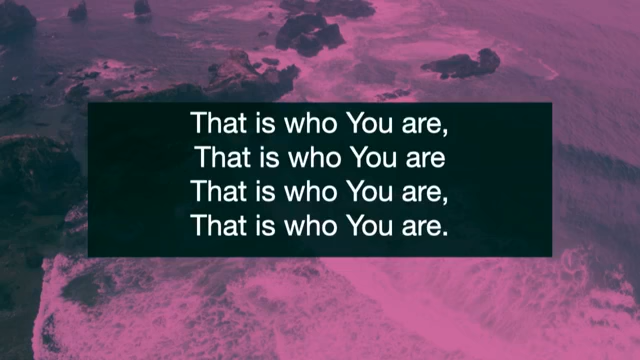 That is who You are,
That is who You are
That is who You are,
That is who You are.